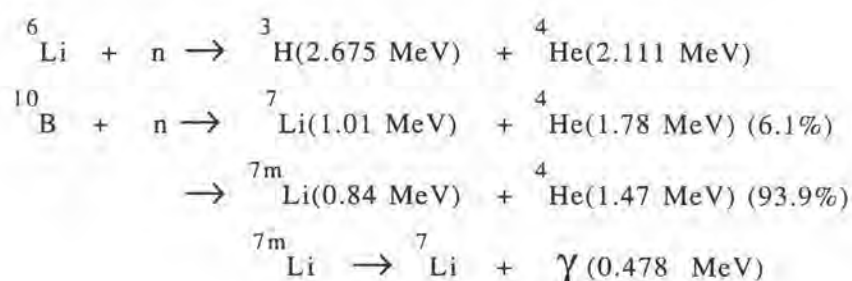 ⁶Li + n → ³H(2.675 MeV) + ⁴He(2.111 MeV)
¹⁰B + n → ⁷Li(1.01 MeV) + ⁴He(1.78 MeV) (6.1%)
→ ⁷ᵐLi(0.84 MeV) + ⁴He(1.47 MeV) (93.9%)
⁷ᵐLi → ⁷Li + γ (0.478 MeV)